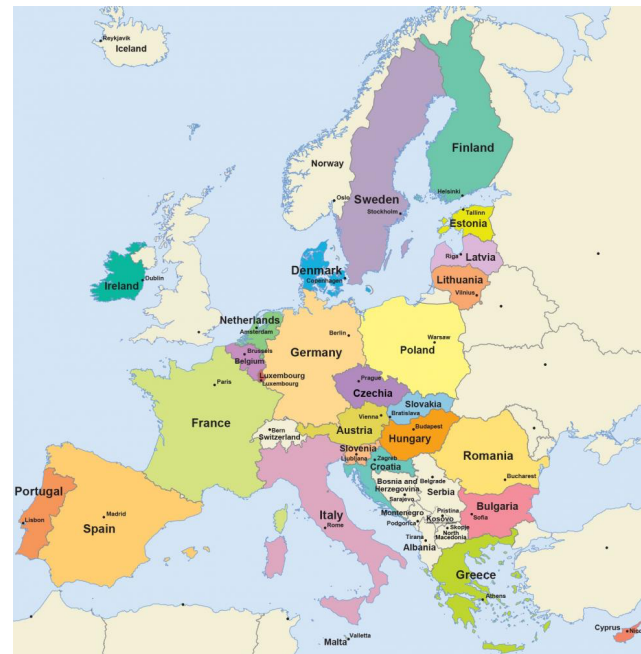 Reykjavik
Iceland
Finland
Norway
Helsinki
Oslo
Sweden
Stockholm
Tallinn
Estonia
Riga
Latvia
Denmark
Copenhagen
Lithuania
Vilnius
Dublin
Ireland
Netherlands
Amsterdam
Berlin
Warsaw
Poland
Brussels
Belgium
Germany
Luxembourg
Luxembourg
Prague
Czechia
Paris
Slovakia
Bratislava
Vienna
Austria
Budapest
Hungary
France
Bern
Switzerland
Slovenia
Ljubljana
Zagreb
Croatia
Romania
Bucharest
Bosnia and
Herzegovina
Sarajevo
Belgrade
Serbia
Portugal
Lisbon
Madrid
Spain
Italy
Rome
Montenegro
Podgorica
Pristina
Kosovo
Bulgaria
Sofia
Skopje
North
Macedonia
Tirana
Albania
Greece
Athens
Malta
Valletta
Cyprus